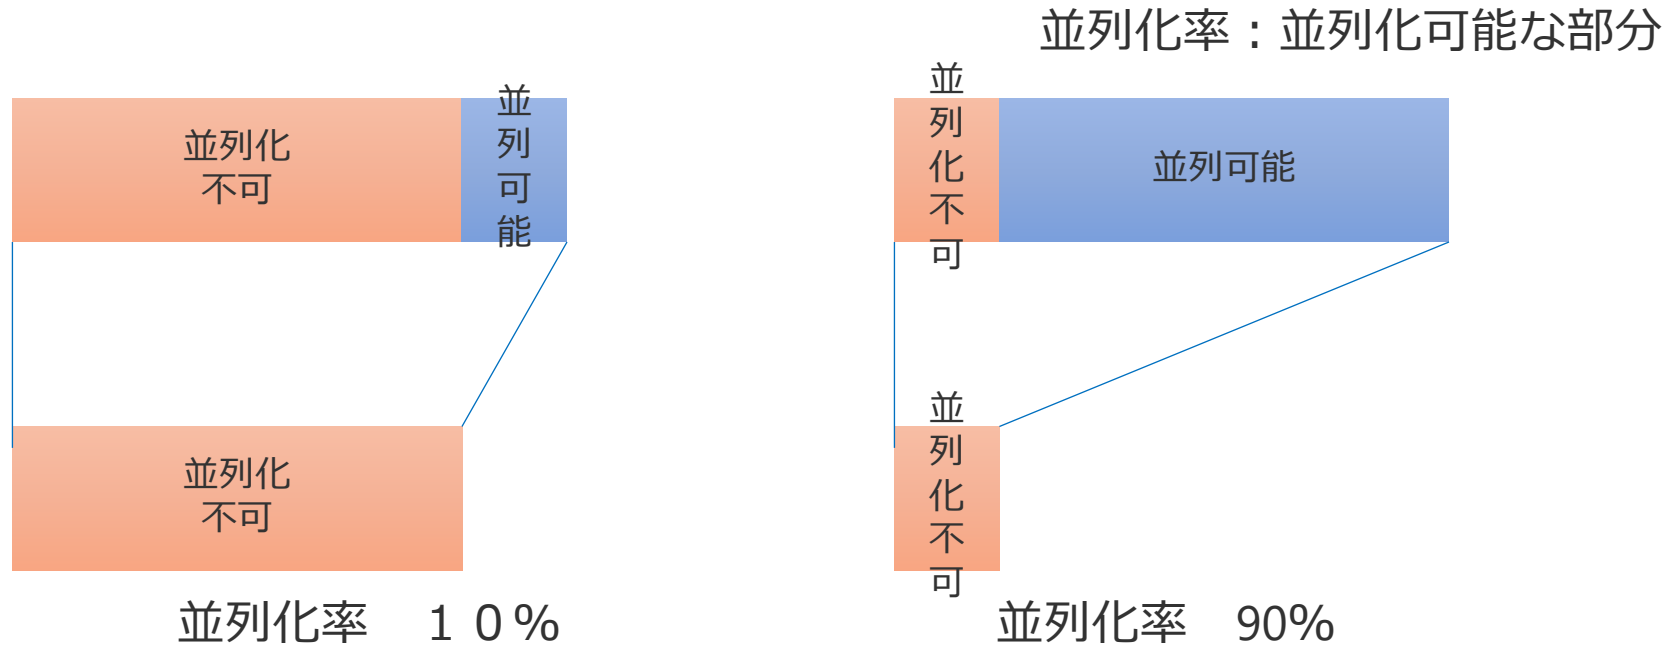 並列化率：並列化可能な部分
並列化
不可
並
列
可
能
並
列
化
不
可
並列可能
並列化
不可
並
列
化
不
可
並列化率　１０%
並列化率　90%